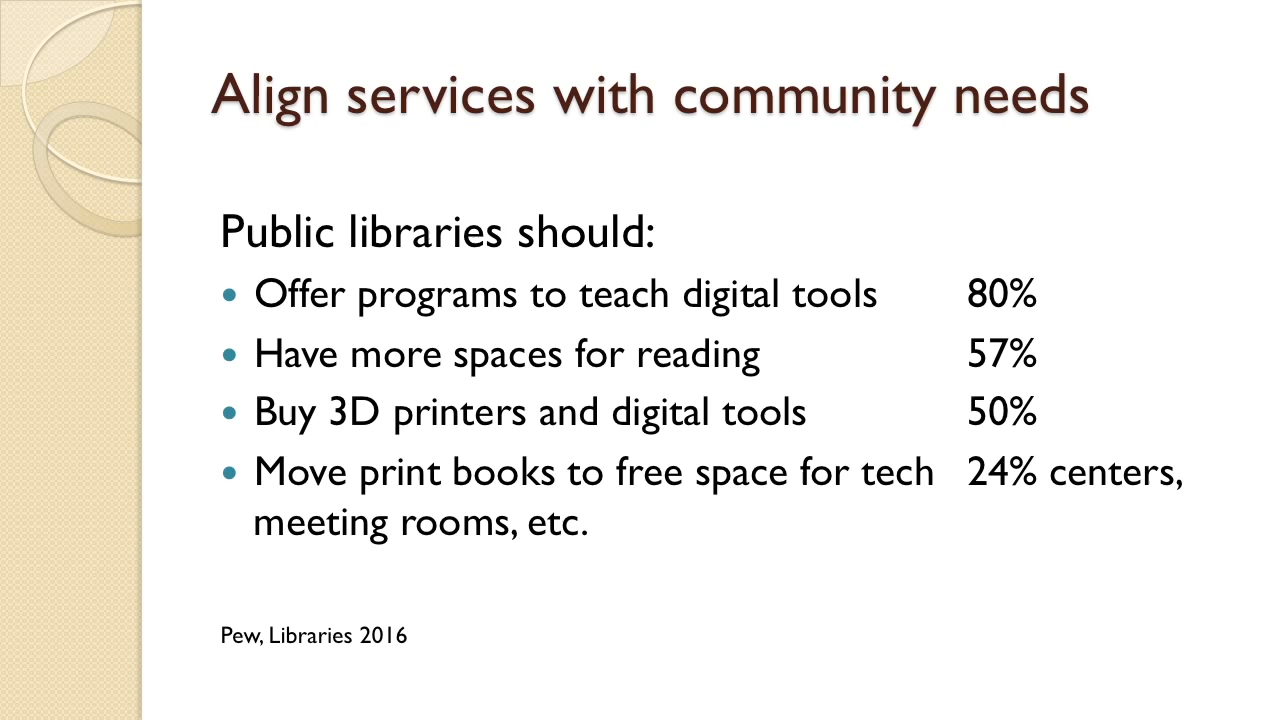 Align services with community needs
Public libraries should:
• Offer programs to teach digital tools 80%
• Have more spaces for reading 57%
• Buy 3D printers and digital tools 50%
• Move print books to free space for tech 24% centers,
meeting rooms, etc.
Pew, Libraries 2016